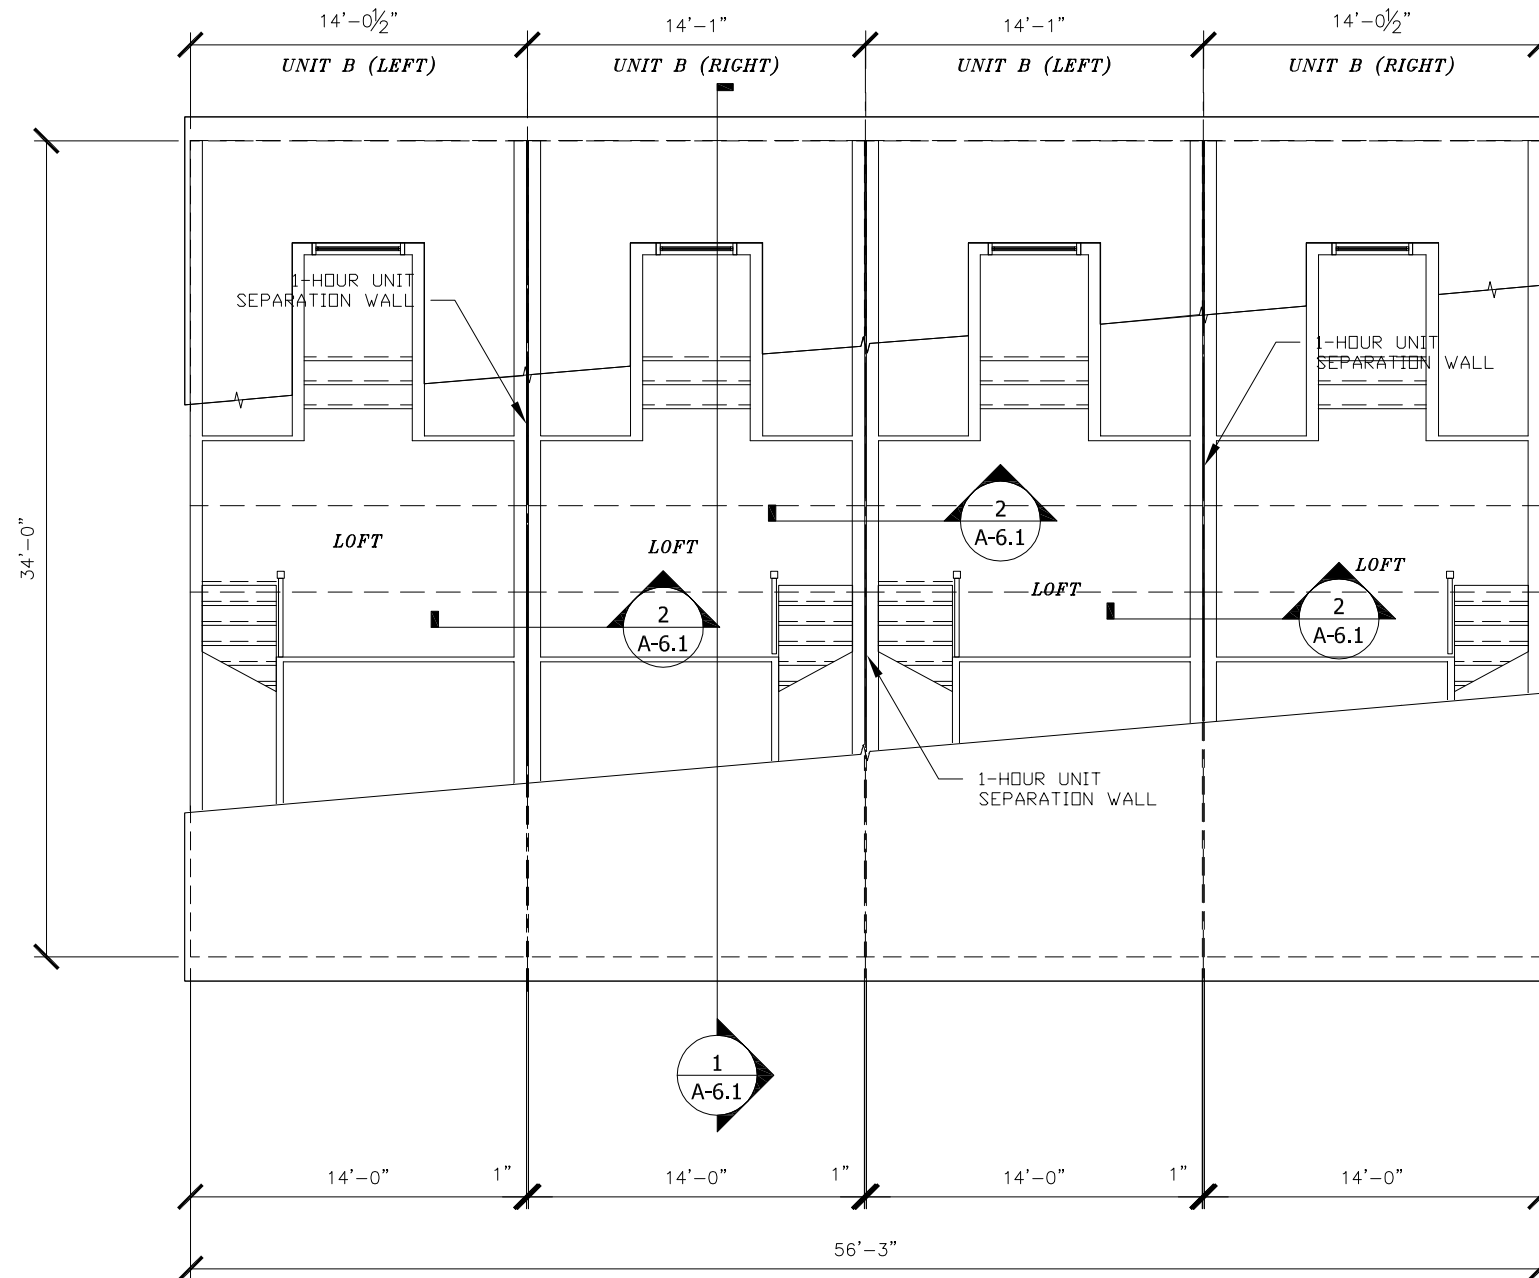 14'-0½" 14'-1" 14'-1" 14'-0½"
UNIT B (LEFT) UNIT B (RIGHT) UNIT B (LEFT) UNIT B (RIGHT)
1-HOUR UNIT
SEPARATION WALL
1-HOUR UNIT
SEPARATION WALL
34'-0"
2
A-6.1
LOFT
LOFT
LOFT
LOFT
2
A-6.1
2
A-6.1
1-HOUR UNIT
SEPARATION WALL
1
A-6.1
14'-0" 1" 14'-0" 1" 14'-0" 1" 14'-0"
56'-3"